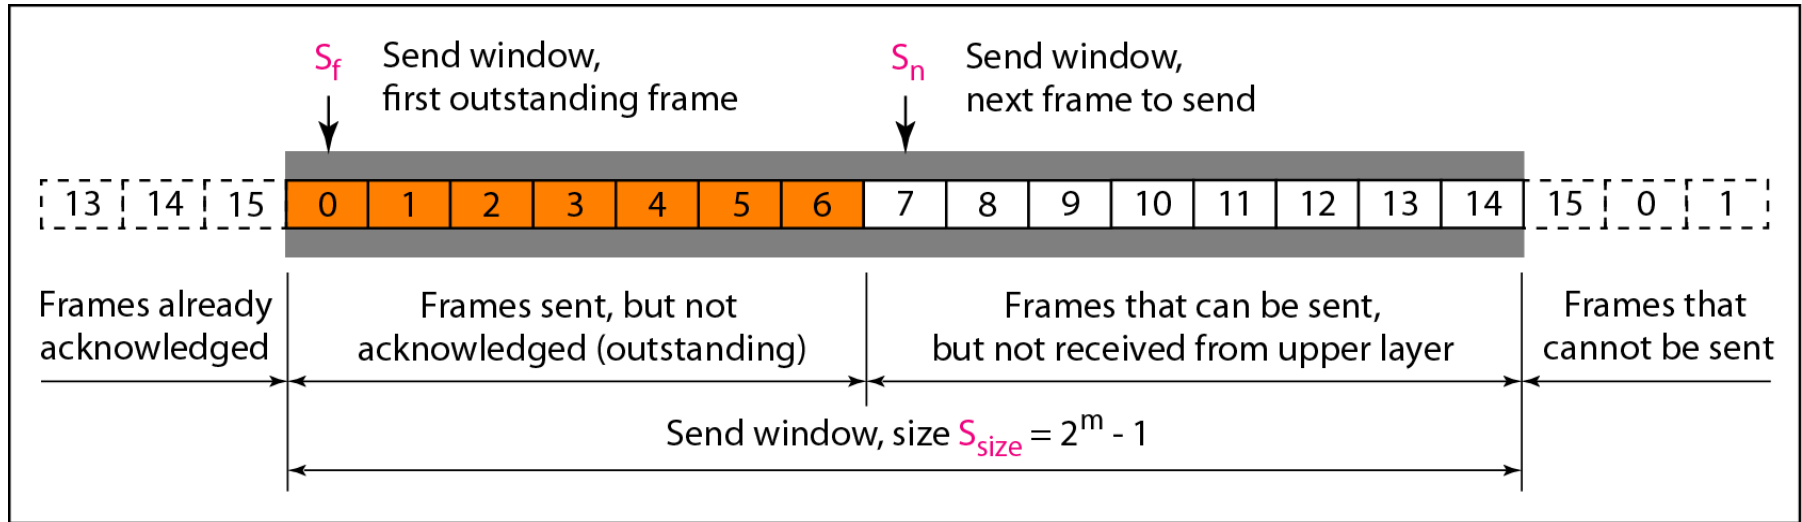 Sf Send window,
first outstanding frame
Sn Send window,
next frame to send
13 14 15 0 1 2 3 4 5 6 7 8 9 10 11 12 13 14 15 0 1
Frames already
acknowledged
Frames sent, but not
acknowledged (outstanding)
Frames that can be sent,
but not received from upper layer
Frames that
cannot be sent
Send window, size Ssize = 2^m - 1